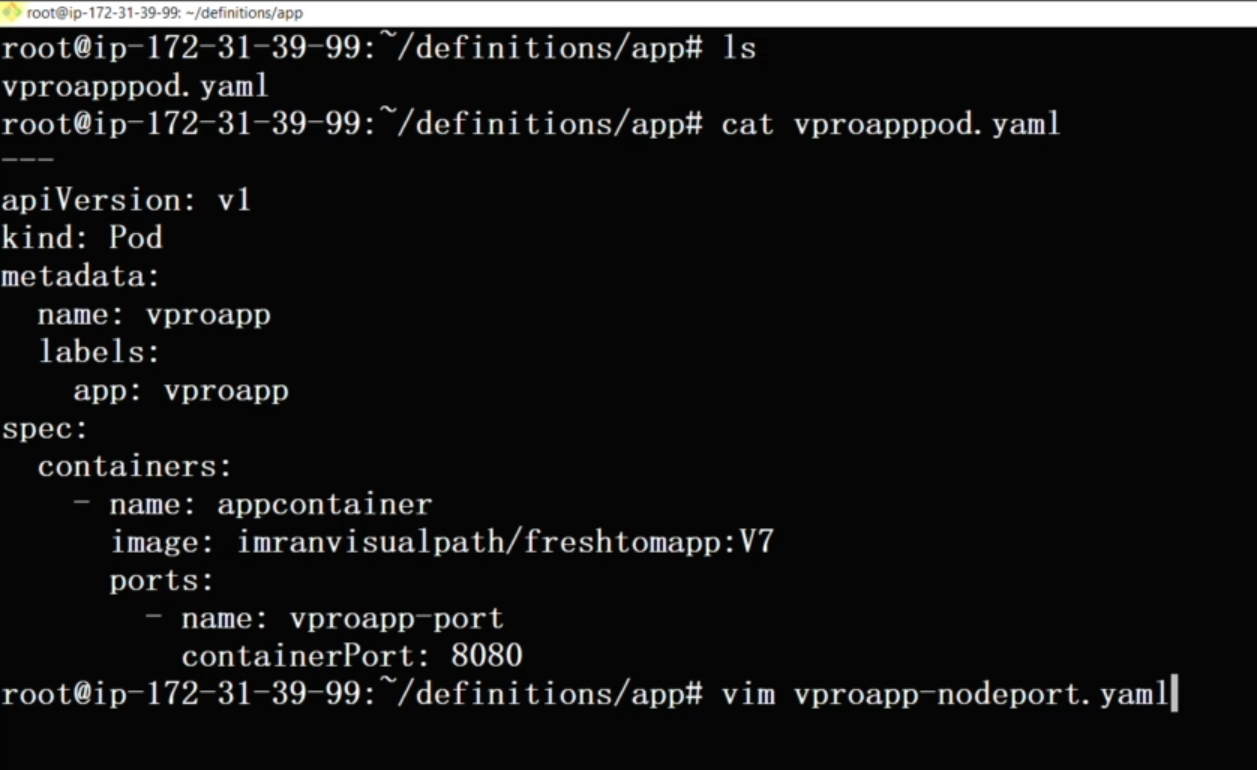 root@ip-172-31-39-99: ~/definitions/app
root@ip-172-31-39-99:~/definitions/app# ls
vproapppod.yaml
root@ip-172-31-39-99:~/definitions/app# cat vproapppod.yaml
---
apiVersion: v1
kind: Pod
metadata:
  name: vproapp
  labels:
    app: vproapp
spec:
  containers:
    - name: appcontainer
      image: imranvisualpath/freshtomapp:V7
      ports:
        - name: vproapp-port
          containerPort: 8080
root@ip-172-31-39-99:~/definitions/app# vim vproapp-nodeport.yaml